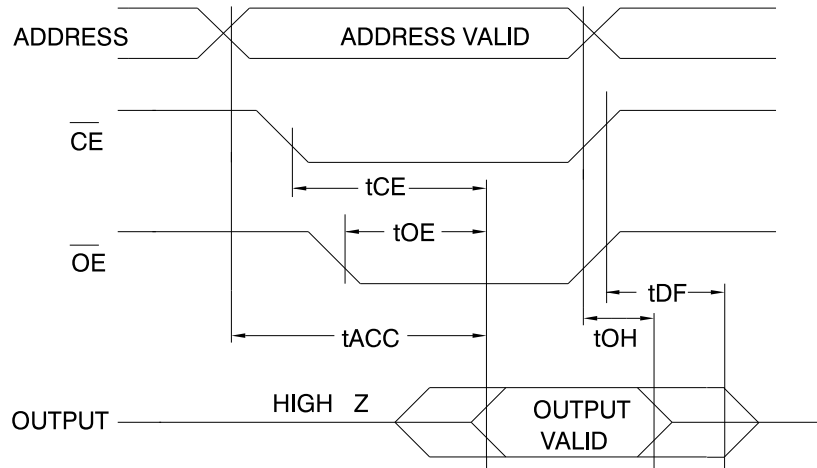 ADDRESS
ADDRESS VALID
CE
tCE
tOE
OE
tDF
tACC
tOH
HIGH Z
OUTPUT
OUTPUT
VALID